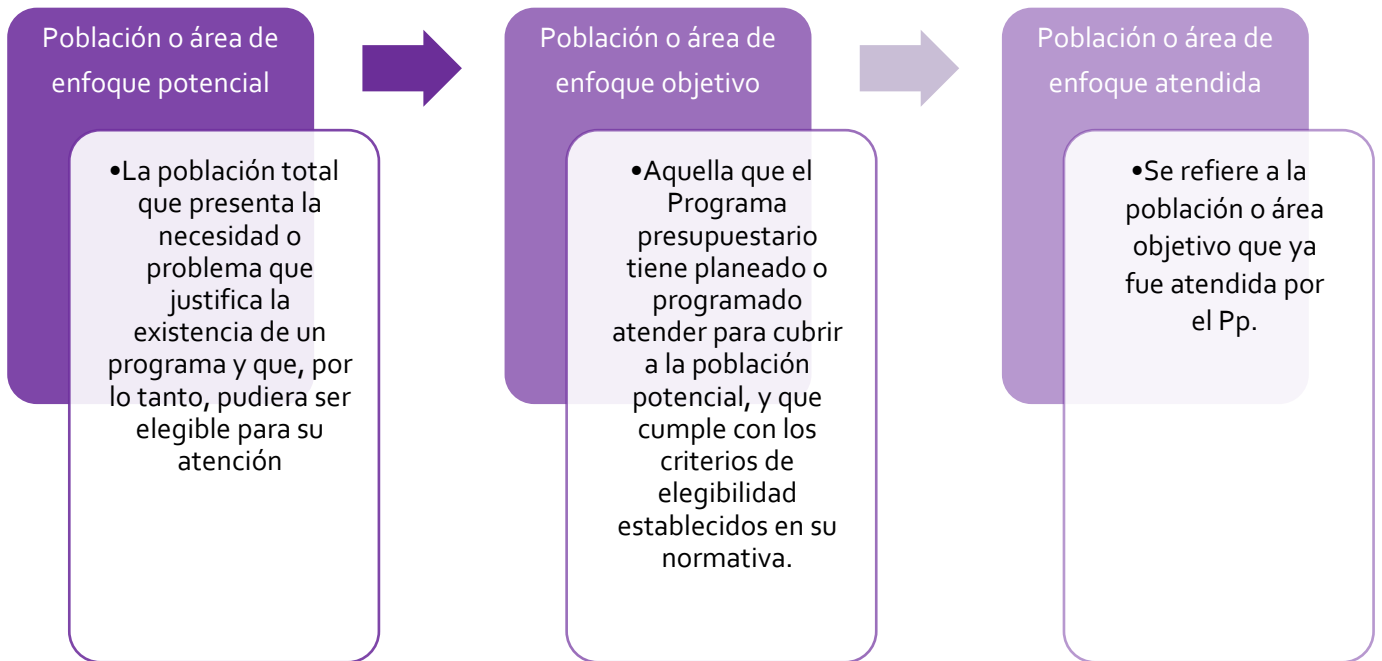 Población o área de
enfoque potencial
•La población total
que presenta la
necesidad o
problema que
justifica la
existencia de un
programa y que, por
lo tanto, pudiera ser
elegible para su
atención
Población o área de
enfoque objetivo
•Aquella que el
Programa
presupuestario
tiene planeado o
programado
atender para cubrir
a la población
potencial, y que
cumple con los
criterios de
elegibilidad
establecidos en su
normativa.
Población o área de
enfoque atendida
•Se refiere a la
población o área
objetivo que ya
fue atendida por
el Pp.